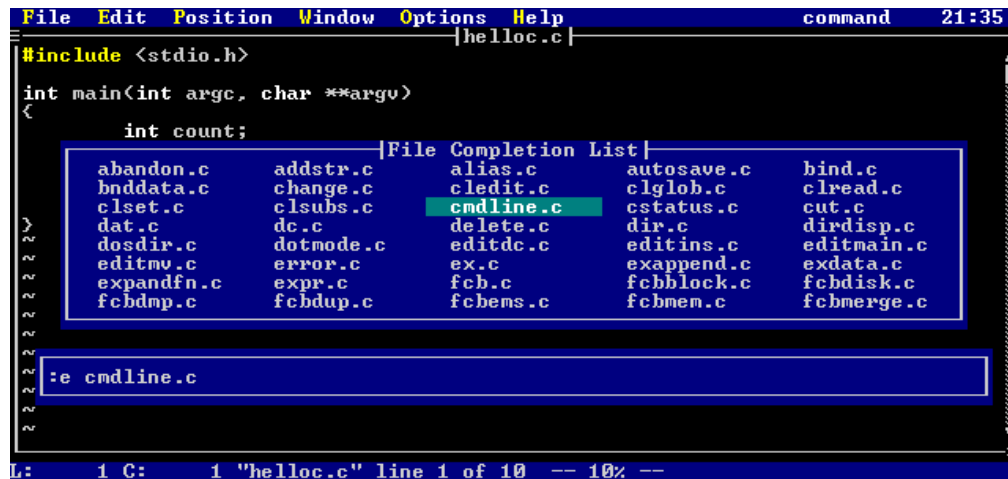 File Edit Position Window Options Help command 21:35
helloc.c
#include <stdio.h>
int main(int argc, char **argv)
{
int count;
File Completion List
abandon.c addstr.c alias.c autosave.c bind.c
bnddata.c change.c cledit.c clglob.c clread.c
clset.c clsubs.c cmdline.c cstatus.c cut.c
dat.c dc.c delete.c dir.c dirdisp.c
dosdir.c dotmode.c editdc.c editins.c editmain.c
editmv.c error.c ex.c exappend.c exdata.c
expandfn.c expr.c fcb.c fcbblock.c fcbdisk.c
fcbdmp.c fcbdup.c fcbems.c fcbmem.c fcbmerge.c
}
~
~
~
~
~
~
~
~
~
~
~
:e cmdline.c
L: 1 C: 1 "helloc.c" line 1 of 10 -- 10% --